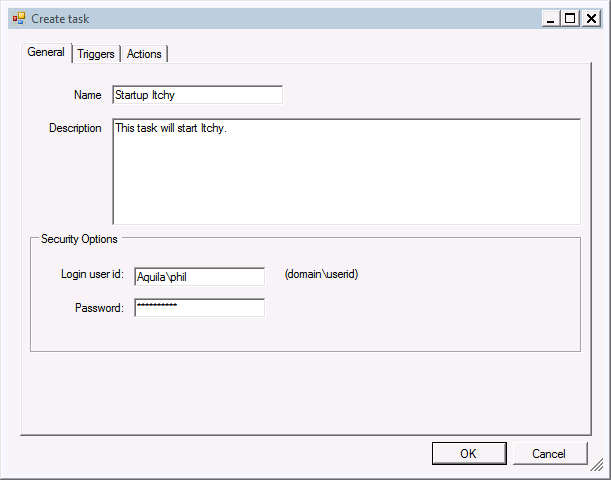 Create task
General Triggers Actions
Name Startup Itchy
Description This task will start Itchy.
Security Options
Login user id: Aquila\phil (domain\userid)
Password: **********
OK Cancel